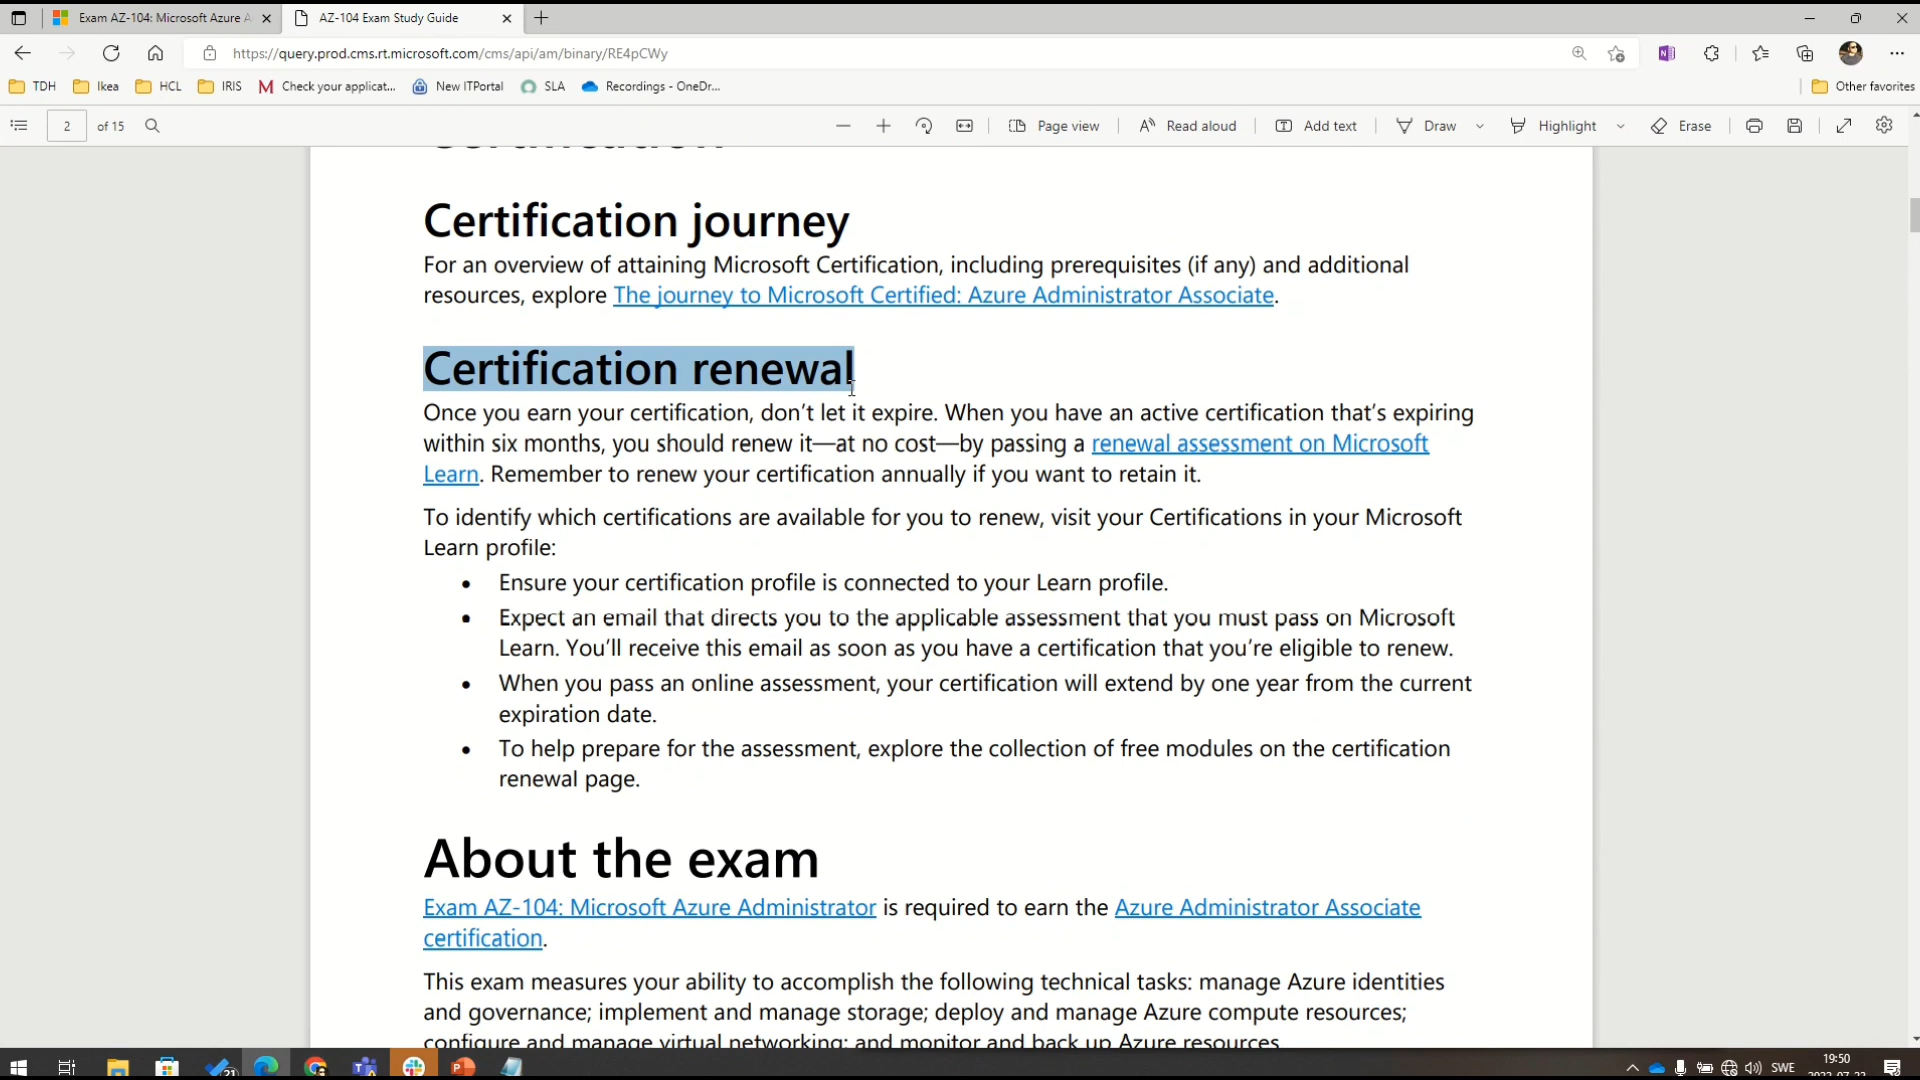 Exam AZ-104: Microsoft Azure A
AZ-104 Exam Study Guide
https://query.prod.cms.rt.microsoft.com/cms/api/am/binary/RE4pCWy
TDH
Ikea
HCL
IRIS
Check your applicat...
New ITPortal
SLA
Recordings - OneDr...
Other favorites
2 of 15
Page view
Read aloud
Add text
Draw
Highlight
Erase
Certification journey
For an overview of attaining Microsoft Certification, including prerequisites (if any) and additional
resources, explore The journey to Microsoft Certified: Azure Administrator Associate.
Certification renewal
Once you earn your certification, don’t let it expire. When you have an active certification that’s expiring
within six months, you should renew it—at no cost—by passing a renewal assessment on Microsoft
Learn. Remember to renew your certification annually if you want to retain it.
To identify which certifications are available for you to renew, visit your Certifications in your Microsoft
Learn profile:
• Ensure your certification profile is connected to your Learn profile.
• Expect an email that directs you to the applicable assessment that you must pass on Microsoft
Learn. You’ll receive this email as soon as you have a certification that you’re eligible to renew.
• When you pass an online assessment, your certification will extend by one year from the current
expiration date.
• To help prepare for the assessment, explore the collection of free modules on the certification
renewal page.
About the exam
Exam AZ-104: Microsoft Azure Administrator is required to earn the Azure Administrator Associate
certification.
This exam measures your ability to accomplish the following technical tasks: manage Azure identities
and governance; implement and manage storage; deploy and manage Azure compute resources;
configure and manage virtual networking; and monitor and back up Azure resources
21
SWE
19:50